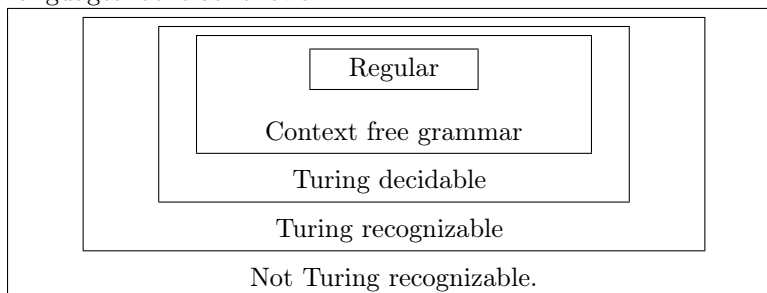 Regular
Context free grammar
Turing decidable
Turing recognizable
Not Turing recognizable.